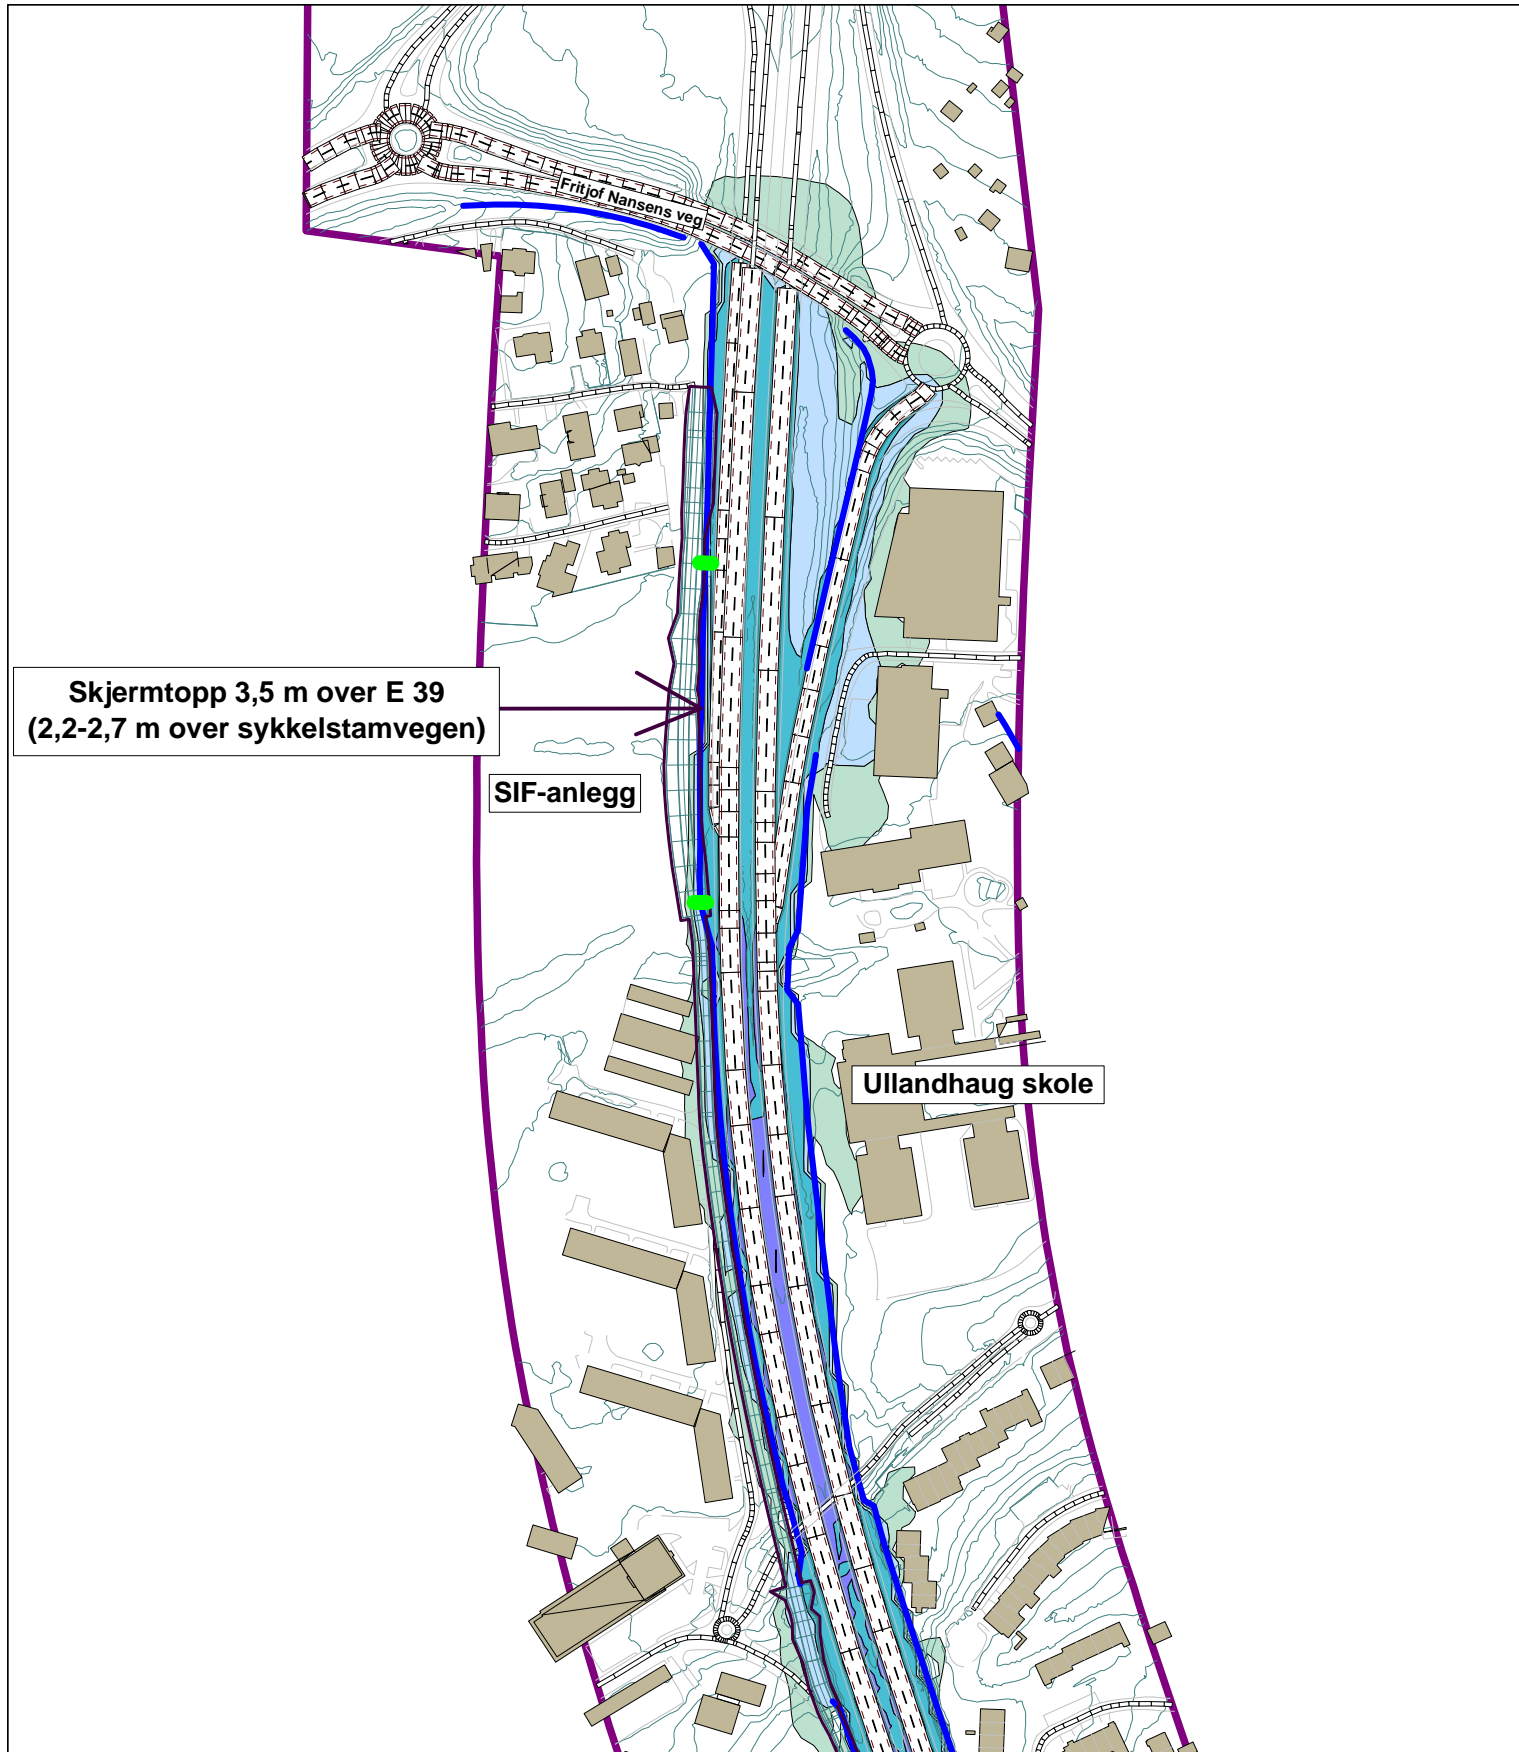 Fritjof Nansens veg
Skjermtopp 3,5 m over E 39
(2,2-2,7 m over sykkelstamvegen)
SIF-anlegg
Ullandhaug skole